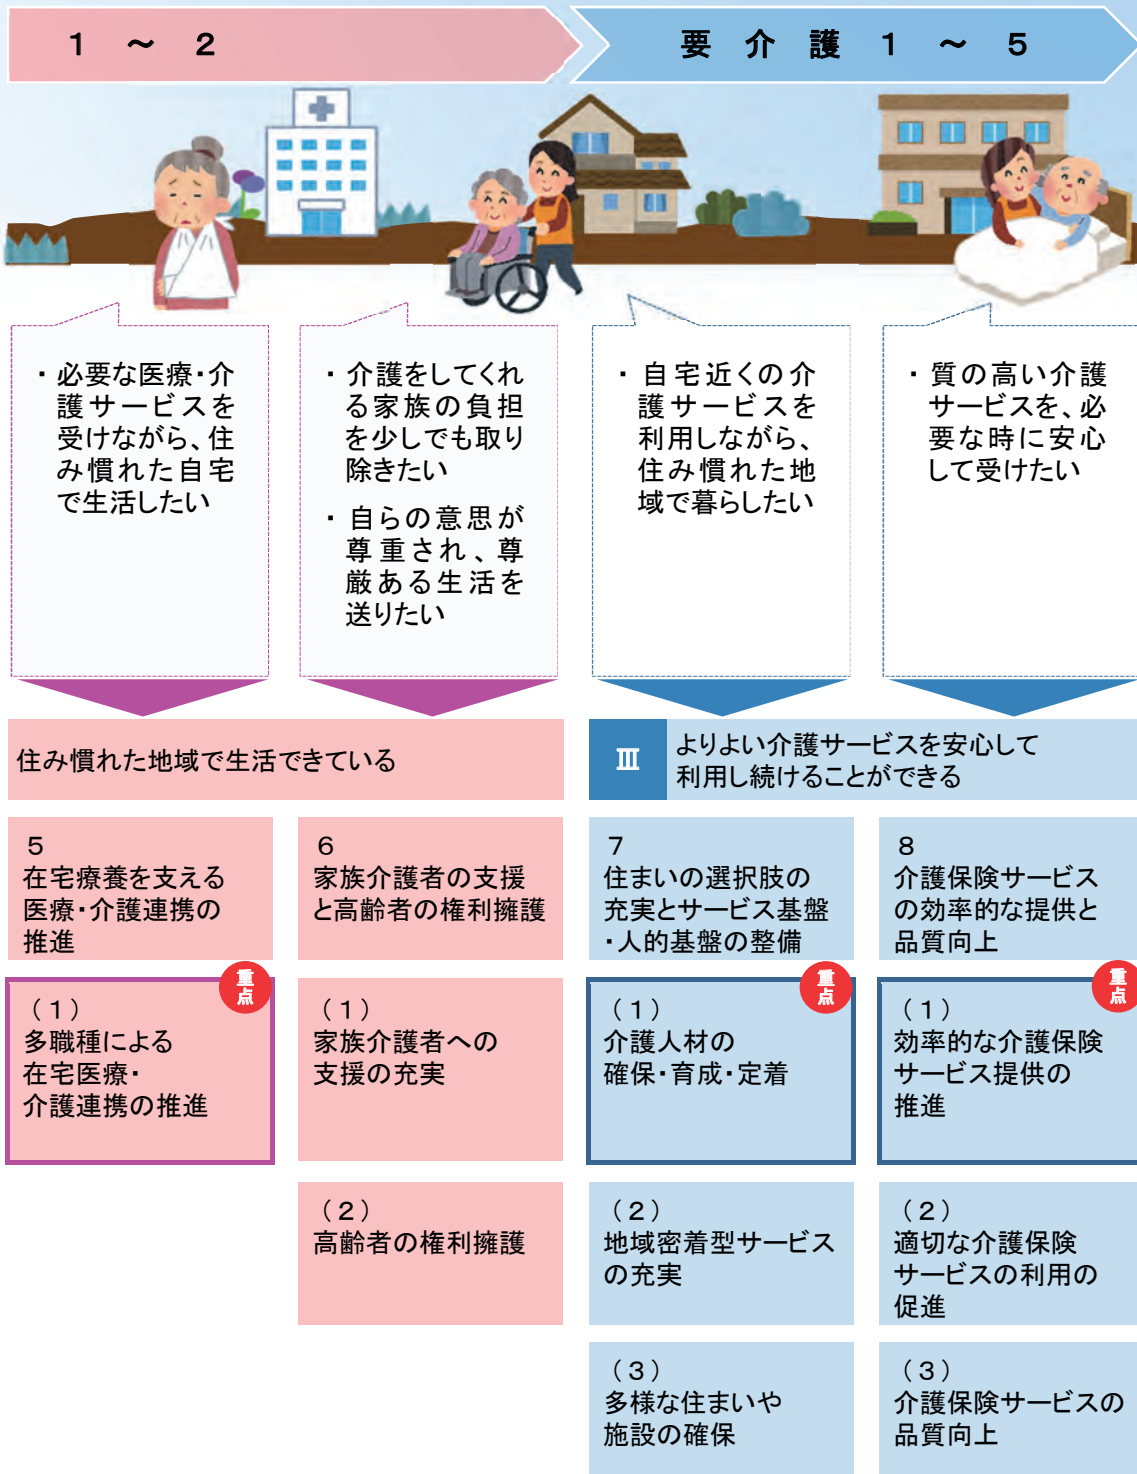 1 ～ 2
要介護1～5
・必要な医療・介
護サービスを
受けながら、住
み慣れた自宅
で生活したい
・介護をしてくれ
る家族の負担
を少しでも取り
除きたい
・自らの意思が
尊重され、尊
厳ある生活を
送りたい
・自宅近くの介
護サービスを
利用しながら、
住み慣れた地
域で暮らしたい
・質の高い介護
サービスを、必
要な時に安心
して受けたい
住み慣れた地域で生活できている
Ⅲ
よりよい介護サービスを安心して
利用し続けることができる
5
在宅療養を支える
医療・介護連携の
推進
6
家族介護者の支援
と高齢者の権利擁護
7
住まいの選択肢の
充実とサービス基盤
・人的基盤の整備
8
介護保険サービス
の効率的な提供と
品質向上
重点
（1）
多職種による
在宅医療・
介護連携の推進
（1）
家族介護者への
支援の充実
重点
（1）
介護人材の
確保・育成・定着
重点
（1）
効率的な介護保険
サービス提供の
推進
（2）
高齢者の権利擁護
（2）
地域密着型サービス
の充実
（2）
適切な介護保険
サービスの利用の
促進
（3）
多様な住まいや
施設の確保
（3）
介護保険サービスの
品質向上